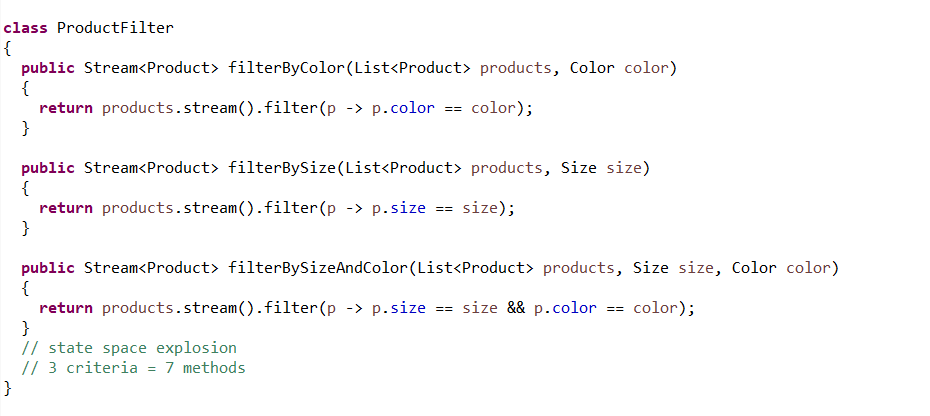 class ProductFilter
{
  public Stream<Product> filterByColor(List<Product> products, Color color)
  {
    return products.stream().filter(p -> p.color == color);
  }

  public Stream<Product> filterBySize(List<Product> products, Size size)
  {
    return products.stream().filter(p -> p.size == size);
  }

  public Stream<Product> filterBySizeAndColor(List<Product> products, Size size, Color color)
  {
    return products.stream().filter(p -> p.size == size && p.color == color);
  }
  // state space explosion
  // 3 criteria = 7 methods
}